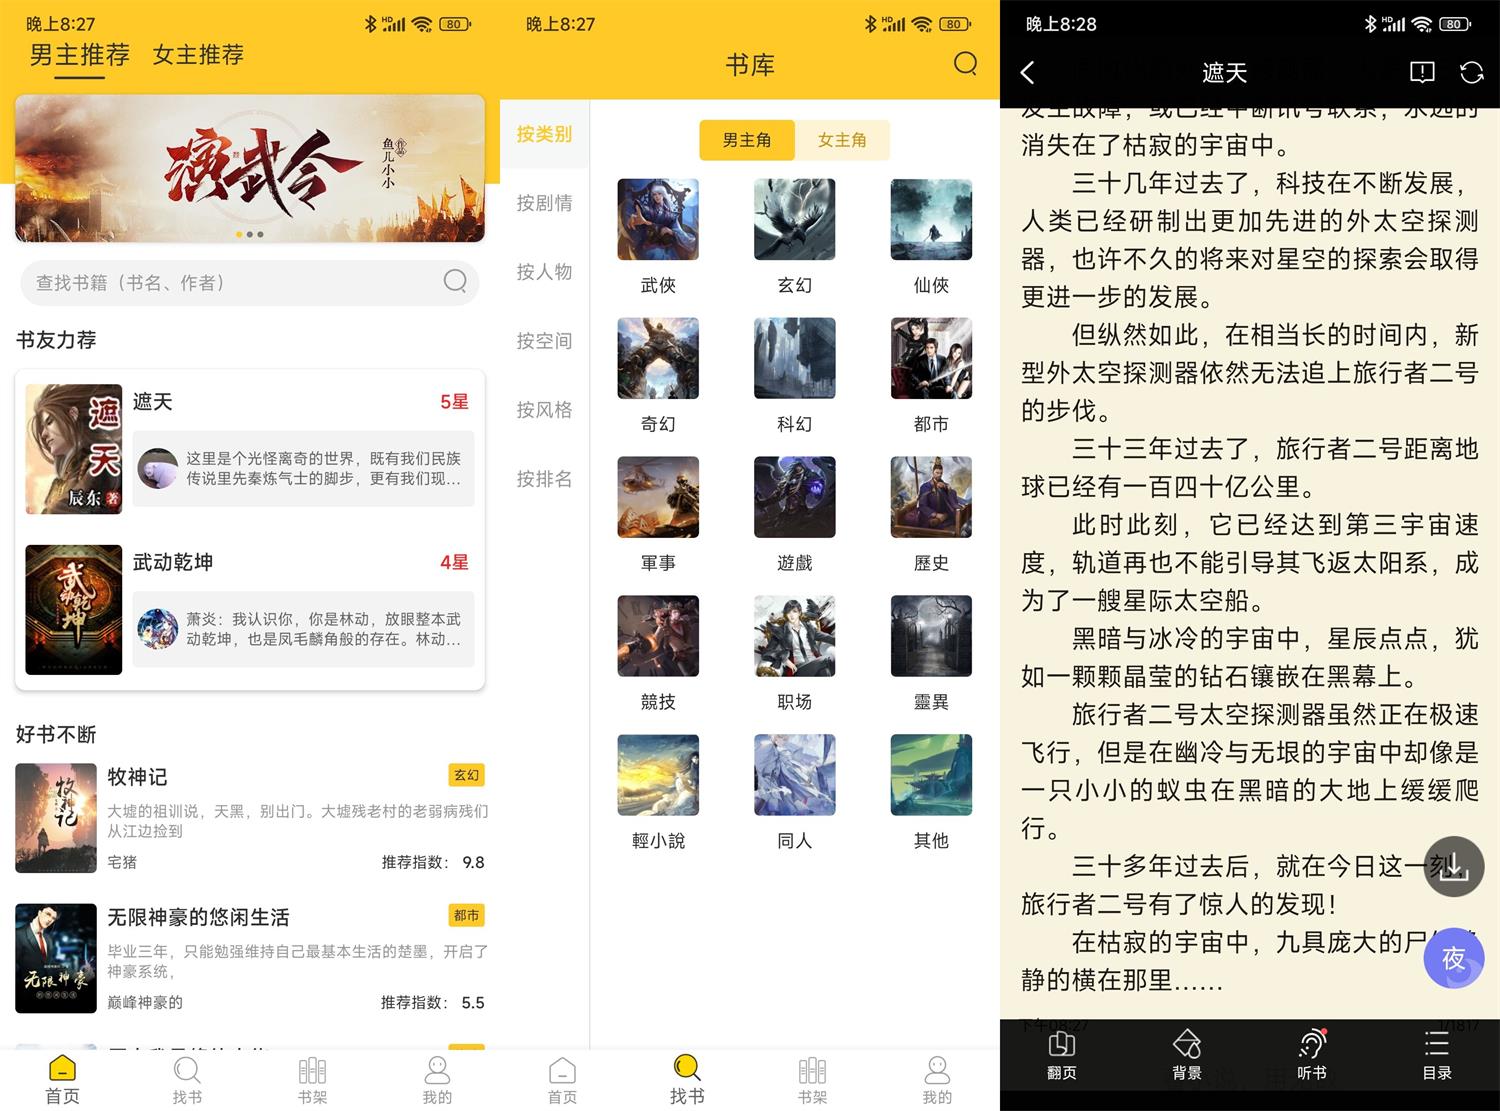 晚上8:27
HD
80
男主推荐 女主推荐
演武令
鱼儿小小
作品
查找书籍（书名、作者）
书友力荐
遮天
辰东 著
遮天
5星
这里是个光怪离奇的世界，既有我们民族
传说里先秦炼气士的脚步，更有我们现...
武动乾坤
武动乾坤
4星
萧炎：我认识你，你是林动，放眼整本武
动乾坤，也是凤毛麟角般的存在。林动...
好书不断
牧神记
牧神记
玄幻
大墟的祖训说，天黑，别出门。大墟残老村的老弱病残们
从江边捡到
宅猪
推荐指数： 9.8
无限神豪
无限神豪的悠闲生活
都市
毕业三年，只能勉强维持自己最基本生活的楚墨，开启了
神豪系统，
巅峰神豪的
推荐指数： 5.5
首页 找书 书架 我的
晚上8:27
HD
80
书库
按类别
按剧情
按人物
按空间
按风格
按排名
男主角 女主角
武俠 玄幻 仙俠
奇幻 科幻 都市
軍事 遊戲 歷史
競技 职场 靈異
輕小說 同人 其他
首页 找书 书架 我的
晚上8:28
HD
80
遮天
发生故障，或已经中断讯号联系，永远的
消失在了枯寂的宇宙中。
三十几年过去了，科技在不断发展，
人类已经研制出更加先进的外太空探测
器，也许不久的将来对星空的探索会取得
更进一步的发展。
但纵然如此，在相当长的时间内，新
型外太空探测器依然无法追上旅行者二号
的步伐。
三十三年过去了，旅行者二号距离地
球已经有一百四十亿公里。
此时此刻，它已经达到第三宇宙速
度，轨道再也不能引导其飞返太阳系，成
为了一艘星际太空船。
黑暗与冰冷的宇宙中，星辰点点，犹
如一颗颗晶莹的钻石镶嵌在黑幕上。
旅行者二号太空探测器虽然正在极速
飞行，但是在幽冷与无垠的宇宙中却像是
一只小小的蚁虫在黑暗的大地上缓缓爬
行。
三十多年过去后，就在今日这一刻，
旅行者二号有了惊人的发现！
在枯寂的宇宙中，九具庞大的尸
静的横在那里……
夜
下午08:27
1/1817
翻页 背景 听书 目录